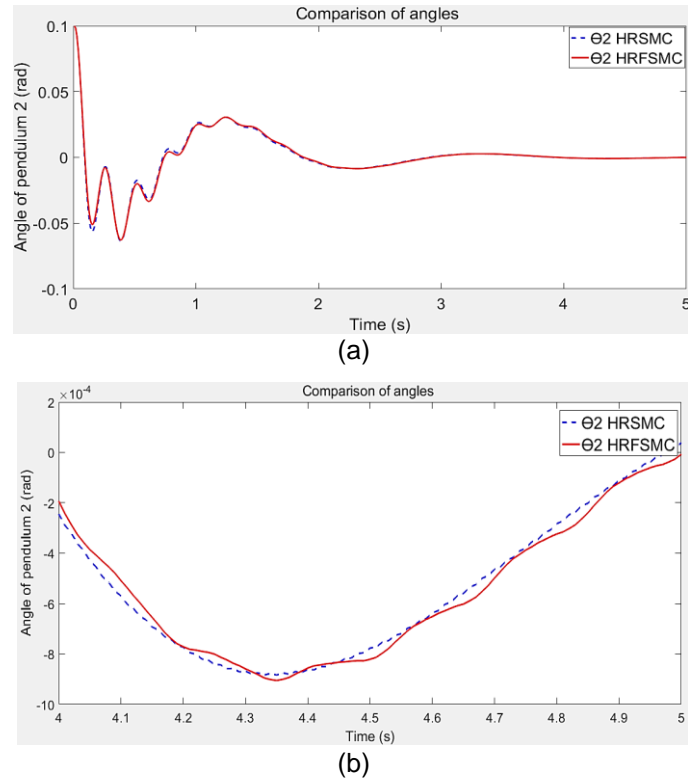 Comparison of angles
0.1
0.05
0
-0.05
-0.1
Angle of pendulum 2 (rad)
ϴ2 HRSMC
ϴ2 HRFSMC
0 1 2 3 4 5
Time (s)
(a)
×10⁻⁴
Comparison of angles
2
0
-2
-4
-6
-8
-10
Angle of pendulum 2 (rad)
ϴ2 HRSMC
ϴ2 HRFSMC
4 4.1 4.2 4.3 4.4 4.5 4.6 4.7 4.8 4.9 5
Time (s)
(b)